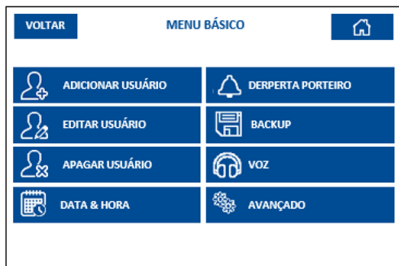 VOLTAR
MENU BÁSICO
ADICIONAR USUÁRIO
DERPERTA PORTEIRO
EDITAR USUÁRIO
BACKUP
APAGAR USUÁRIO
VOZ
DATA & HORA
AVANÇADO